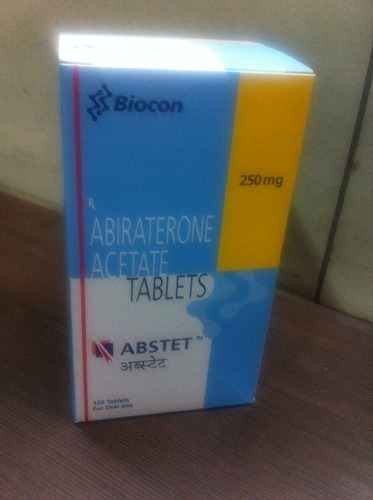 Biocon
250 mg
Rx
ABIRATERONE
ACETATE
TABLETS
ABSTET™
अब्स्टेट
120 Tablets
For Oral Use